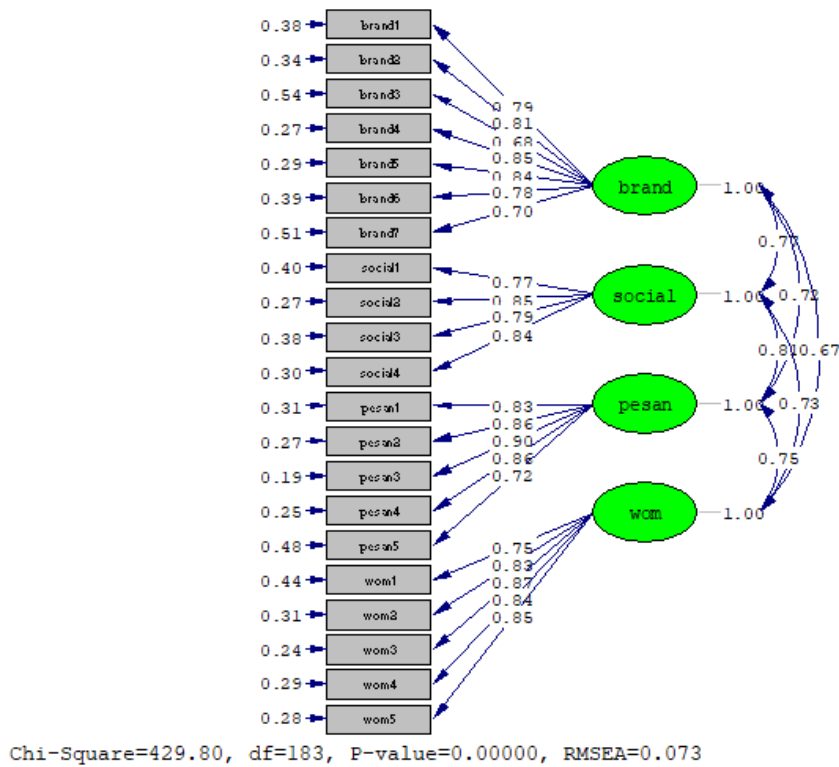 0.38 brand1
0.34 brand2
0.54 brand3
0.27 brand4
0.29 brand5
0.39 brand6
0.51 brand7
0.40 social1
0.27 social2
0.38 social3
0.30 social4
0.31 pesan1
0.27 pesan2
0.19 pesan3
0.25 pesan4
0.48 pesan5
0.44 wom1
0.31 wom2
0.24 wom3
0.29 wom4
0.28 wom5
0.79
0.81
0.68
0.85
0.84
0.78
0.70
0.77
0.85
0.79
0.84
0.83
0.86
0.90
0.86
0.72
0.75
0.83
0.87
0.84
0.85
brand 1.00
social 1.00
pesan 1.00
wom 1.00
0.77
0.72
0.81 0.67
0.73
0.75
Chi-Square=429.80, df=183, P-value=0.00000, RMSEA=0.073